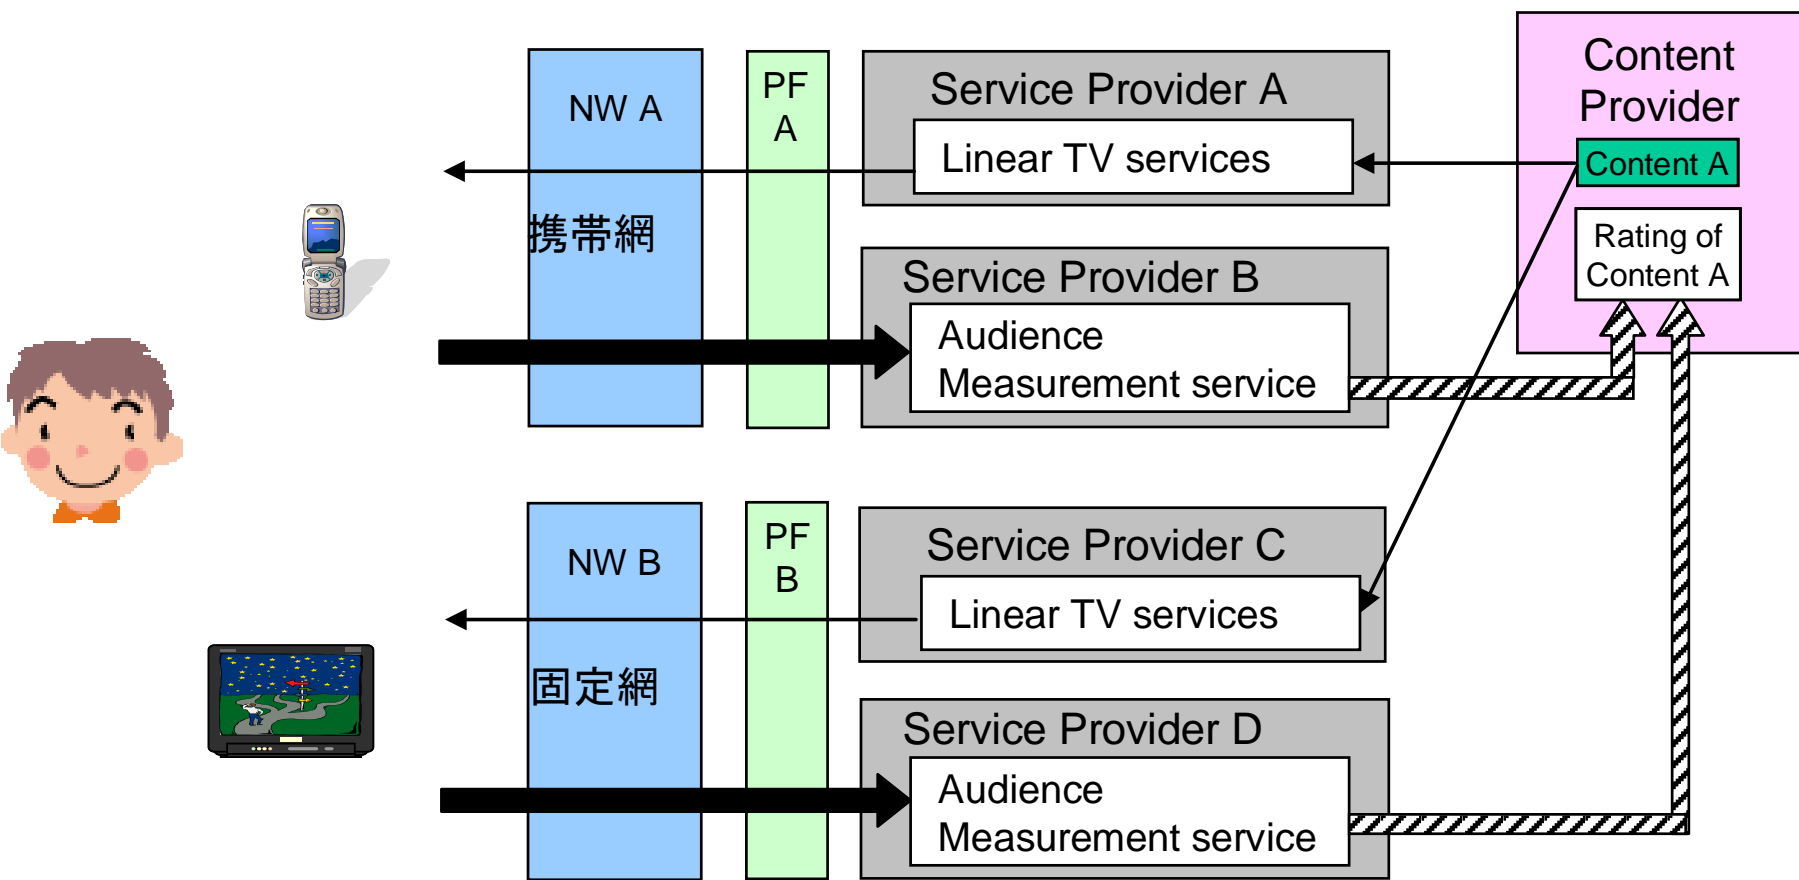 NW A
携帯網
PF
A
Service Provider A
Linear TV services
Service Provider B
Audience
Measurement service
Content
Provider
Content A
Rating of
Content A
NW B
固定網
PF
B
Service Provider C
Linear TV services
Service Provider D
Audience
Measurement service